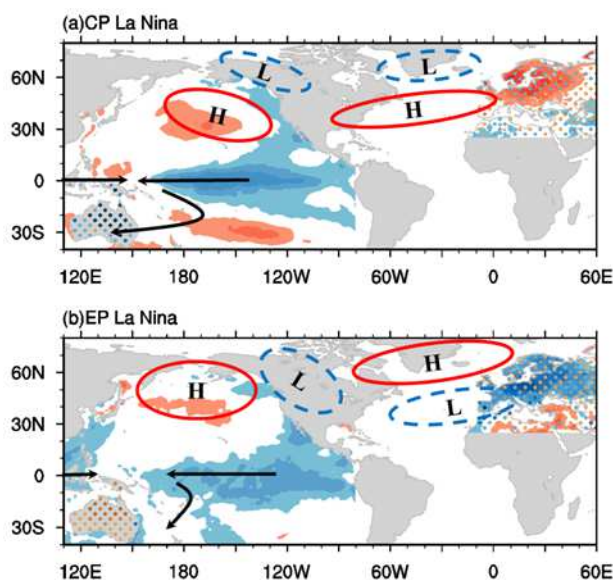 (a)CP La Nina
60N
L
L
H
H
30N
0
30S
120E 180 120W 60W 0 60E
(b)EP La Nina
60N
H
L
H
L
30N
0
30S
120E 180 120W 60W 0 60E